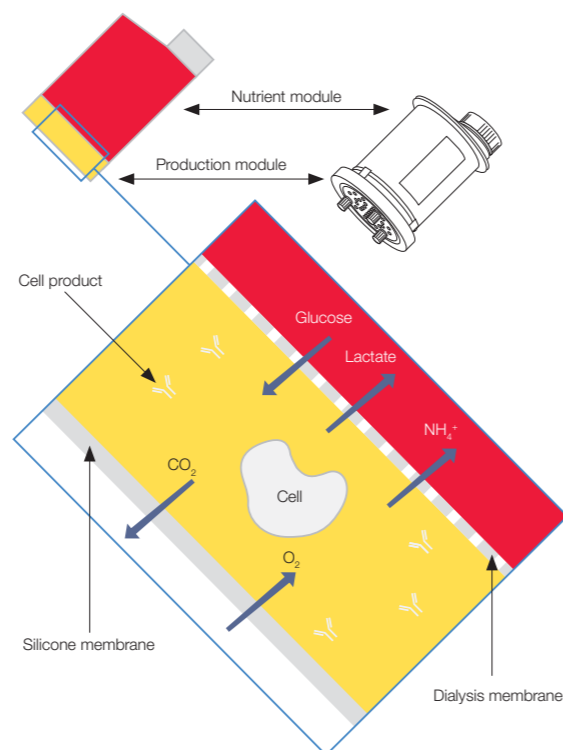 Nutrient module
Production module
Cell product
Glucose
Lactate
NH₄⁺
CO₂
Cell
O₂
Silicone membrane
Dialysis membrane